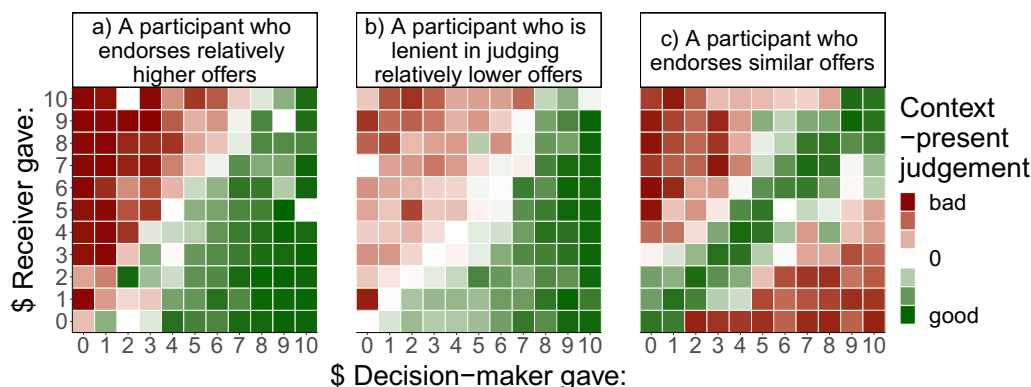 a) A participant who
endorses relatively
higher offers
b) A participant who is
lenient in judging
relatively lower offers
c) A participant who
endorses similar offers
$ Receiver gave:
10
9
8
7
6
5
4
3
2
1
0
0 1 2 3 4 5 6 7 8 9 10
0 1 2 3 4 5 6 7 8 9 10
0 1 2 3 4 5 6 7 8 9 10
$ Decision−maker gave:
Context
−present
judgement
bad
0
good